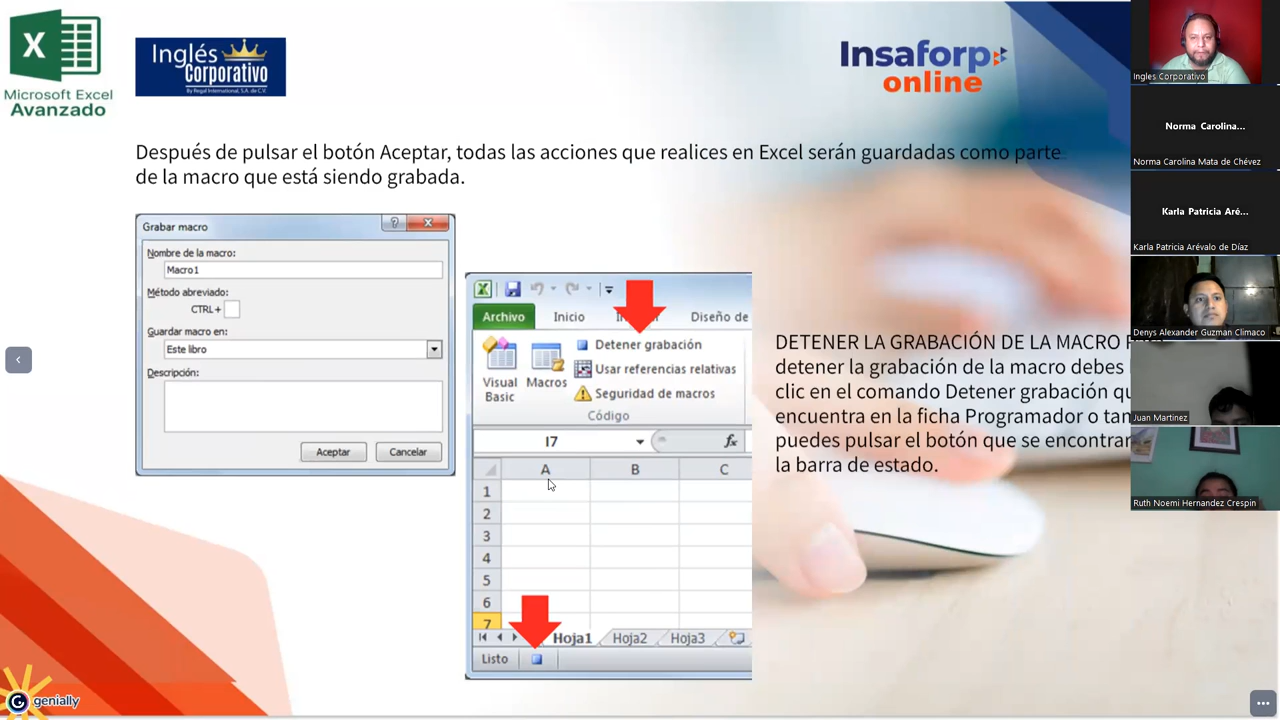 Microsoft Excel
Avanzado
Inglés
Corporativo
By Regal International, S.A. de C.V.
Insaforp
online
Después de pulsar el botón Aceptar, todas las acciones que realices en Excel serán guardadas como parte
de la macro que está siendo grabada.
Grabar macro
Nombre de la macro:
Macro1
Método abreviado:
CTRL+
Guardar macro en:
Este libro
Descripción:
Aceptar
Cancelar
Archivo
Inicio
Diseño de
Visual
Basic
Macros
Detener grabación
Usar referencias relativas
Seguridad de macros
Código
I7
fx
A B C
1
2
3
4
5
6
7
Hoja1 Hoja2 Hoja3
Listo
DETENER LA GRABACIÓN DE LA MACRO
detener la grabación de la macro debes
clic en el comando Detener grabación
encuentra en la ficha Programador o
puedes pulsar el botón que se
la barra de estado.
Ingles Corporativo
Norma Carolina...
Norma Carolina Mata de Chévez
Karla Patricia Aré...
Karla Patricia Arévalo de Díaz
Denys Alexander Guzman Climaco
Juan Martinez
Ruth Noemi Hernandez Crespin
genially